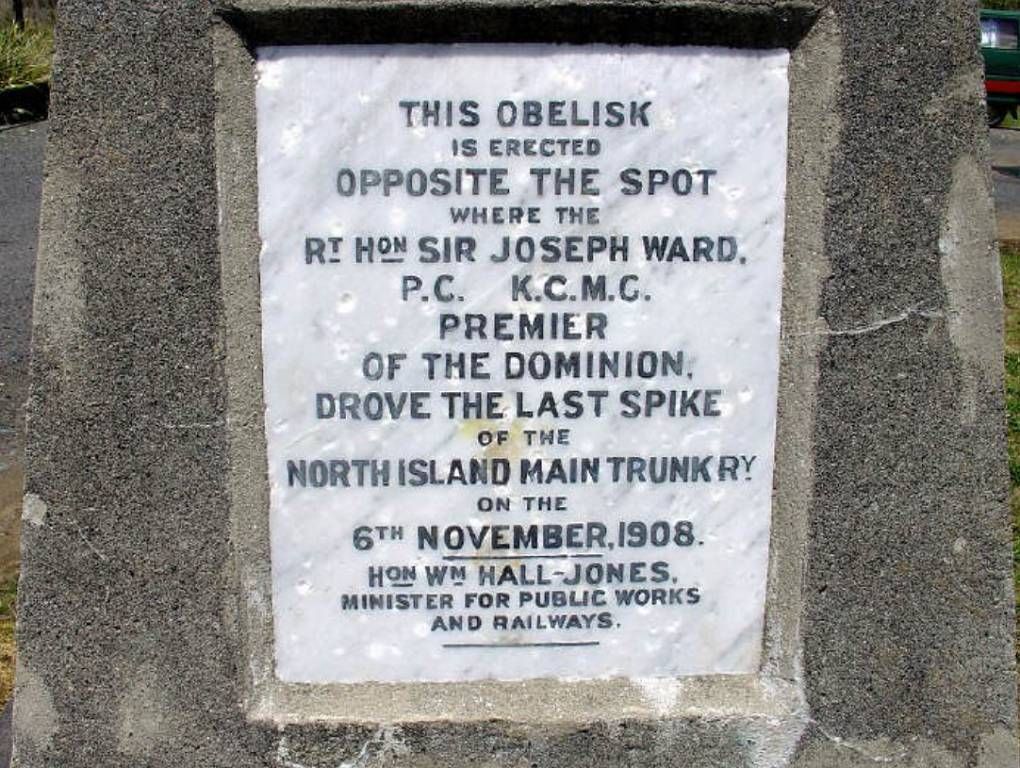 THIS OBELISK
IS ERECTED
OPPOSITE THE SPOT
WHERE THE
RT HON SIR JOSEPH WARD,
P.C. K.C.M.G.
PREMIER
OF THE DOMINION,
DROVE THE LAST SPIKE
OF THE
NORTH ISLAND MAIN TRUNK RY
ON THE
6TH NOVEMBER, 1908.
HON WM HALL-JONES,
MINISTER FOR PUBLIC WORKS
AND RAILWAYS.